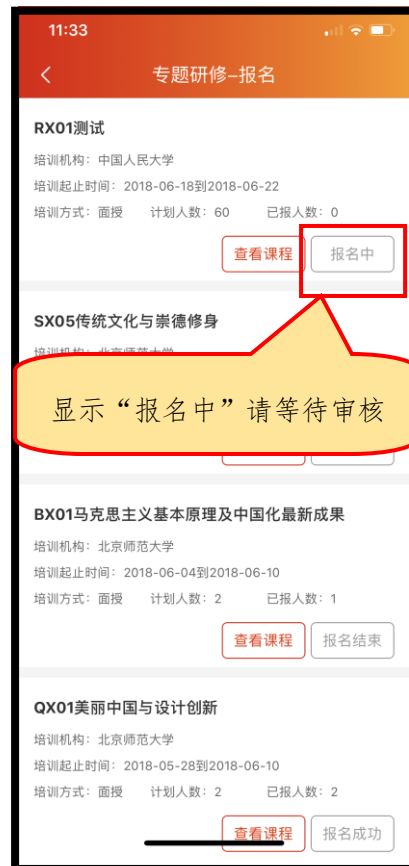 11:33
专题研修–报名
RX01测试
培训机构：中国人民大学
培训起止时间：2018-06-18到2018-06-22
培训方式：面授 计划人数：60 已报人数：0
查看课程 报名中
SX05传统文化与崇德修身
培训机构：北京师范大学
显示“报名中”请等待审核
BX01马克思主义基本原理及中国化最新成果
培训机构：北京师范大学
培训起止时间：2018-06-04到2018-06-10
培训方式：面授 计划人数：2 已报人数：1
查看课程 报名结束
QX01美丽中国与设计创新
培训机构：北京师范大学
培训起止时间：2018-05-28到2018-06-10
培训方式：面授 计划人数：2 已报人数：2
查看课程 报名成功